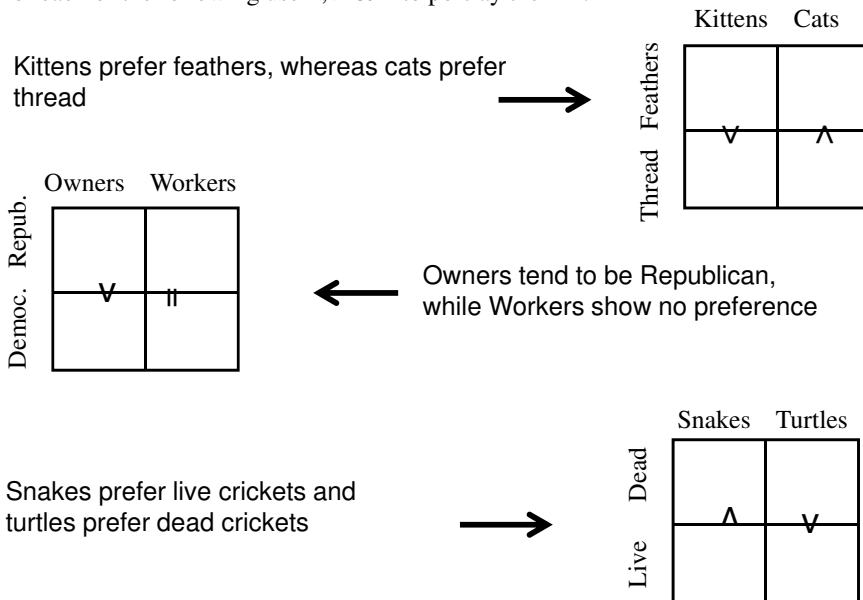 Kittens Cats
Kittens prefer feathers, whereas cats prefer
thread
Feathers
Thread
V Λ
Owners Workers
Repub.
Democ.
V =
Owners tend to be Republican,
while Workers show no preference
Snakes Turtles
Snakes prefer live crickets and
turtles prefer dead crickets
Dead
Live
Λ V